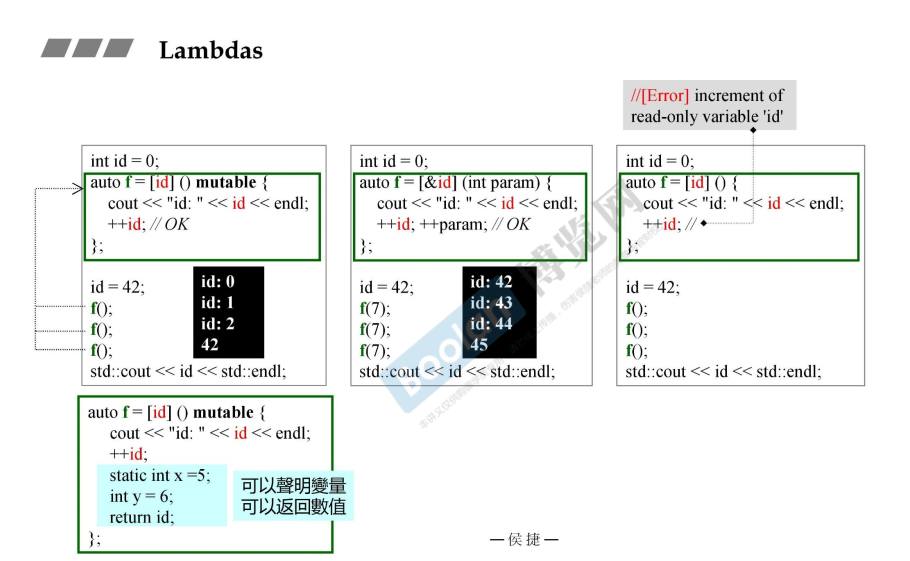 Lambdas
//[Error] increment of
read-only variable 'id'
int id = 0;
auto f = [id] () mutable {
cout << "id: " << id << endl;
++id; // OK
};
id = 42;
f();
f();
f();
std::cout << id << std::endl;
id: 0
id: 1
id: 2
42
int id = 0;
auto f = [&id] (int param) {
cout << "id: " << id << endl;
++id; ++param; // OK
};
id = 42;
f(7);
f(7);
f(7);
std::cout << id << std::endl;
id: 42
id: 43
id: 44
45
int id = 0;
auto f = [id] () {
cout << "id: " << id << endl;
++id; //
};
id = 42;
f();
f();
f();
std::cout << id << std::endl;
auto f = [id] () mutable {
cout << "id: " << id << endl;
++id;
static int x =5;
int y = 6;
return id;
};
可以聲明變量
可以返回數值
— 侯捷 —
boolan 博览网